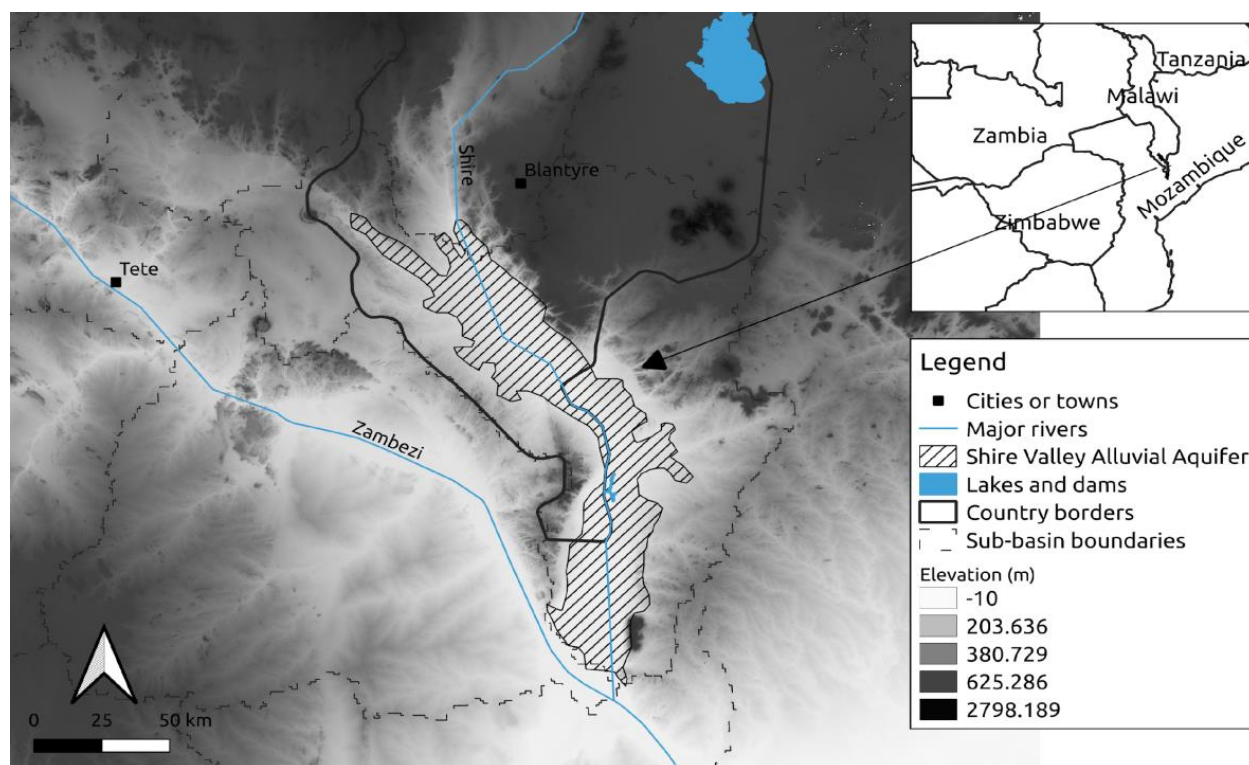 Shire
Blantyre
Tete
Zambezi
0 25 50 km
Tanzania
Malawi
Zambia
Mozambique
Zimbabwe
Legend
Cities or towns
Major rivers
Shire Valley Alluvial Aquifer
Lakes and dams
Country borders
Sub-basin boundaries
Elevation (m)
-10
203.636
380.729
625.286
2798.189